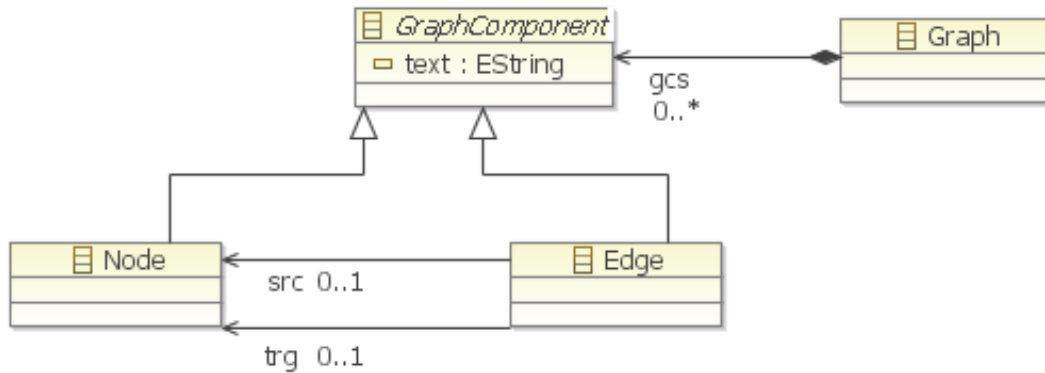 GraphComponent
text : EString
Graph
gcs
0..*
Node
Edge
src 0..1
trg 0..1